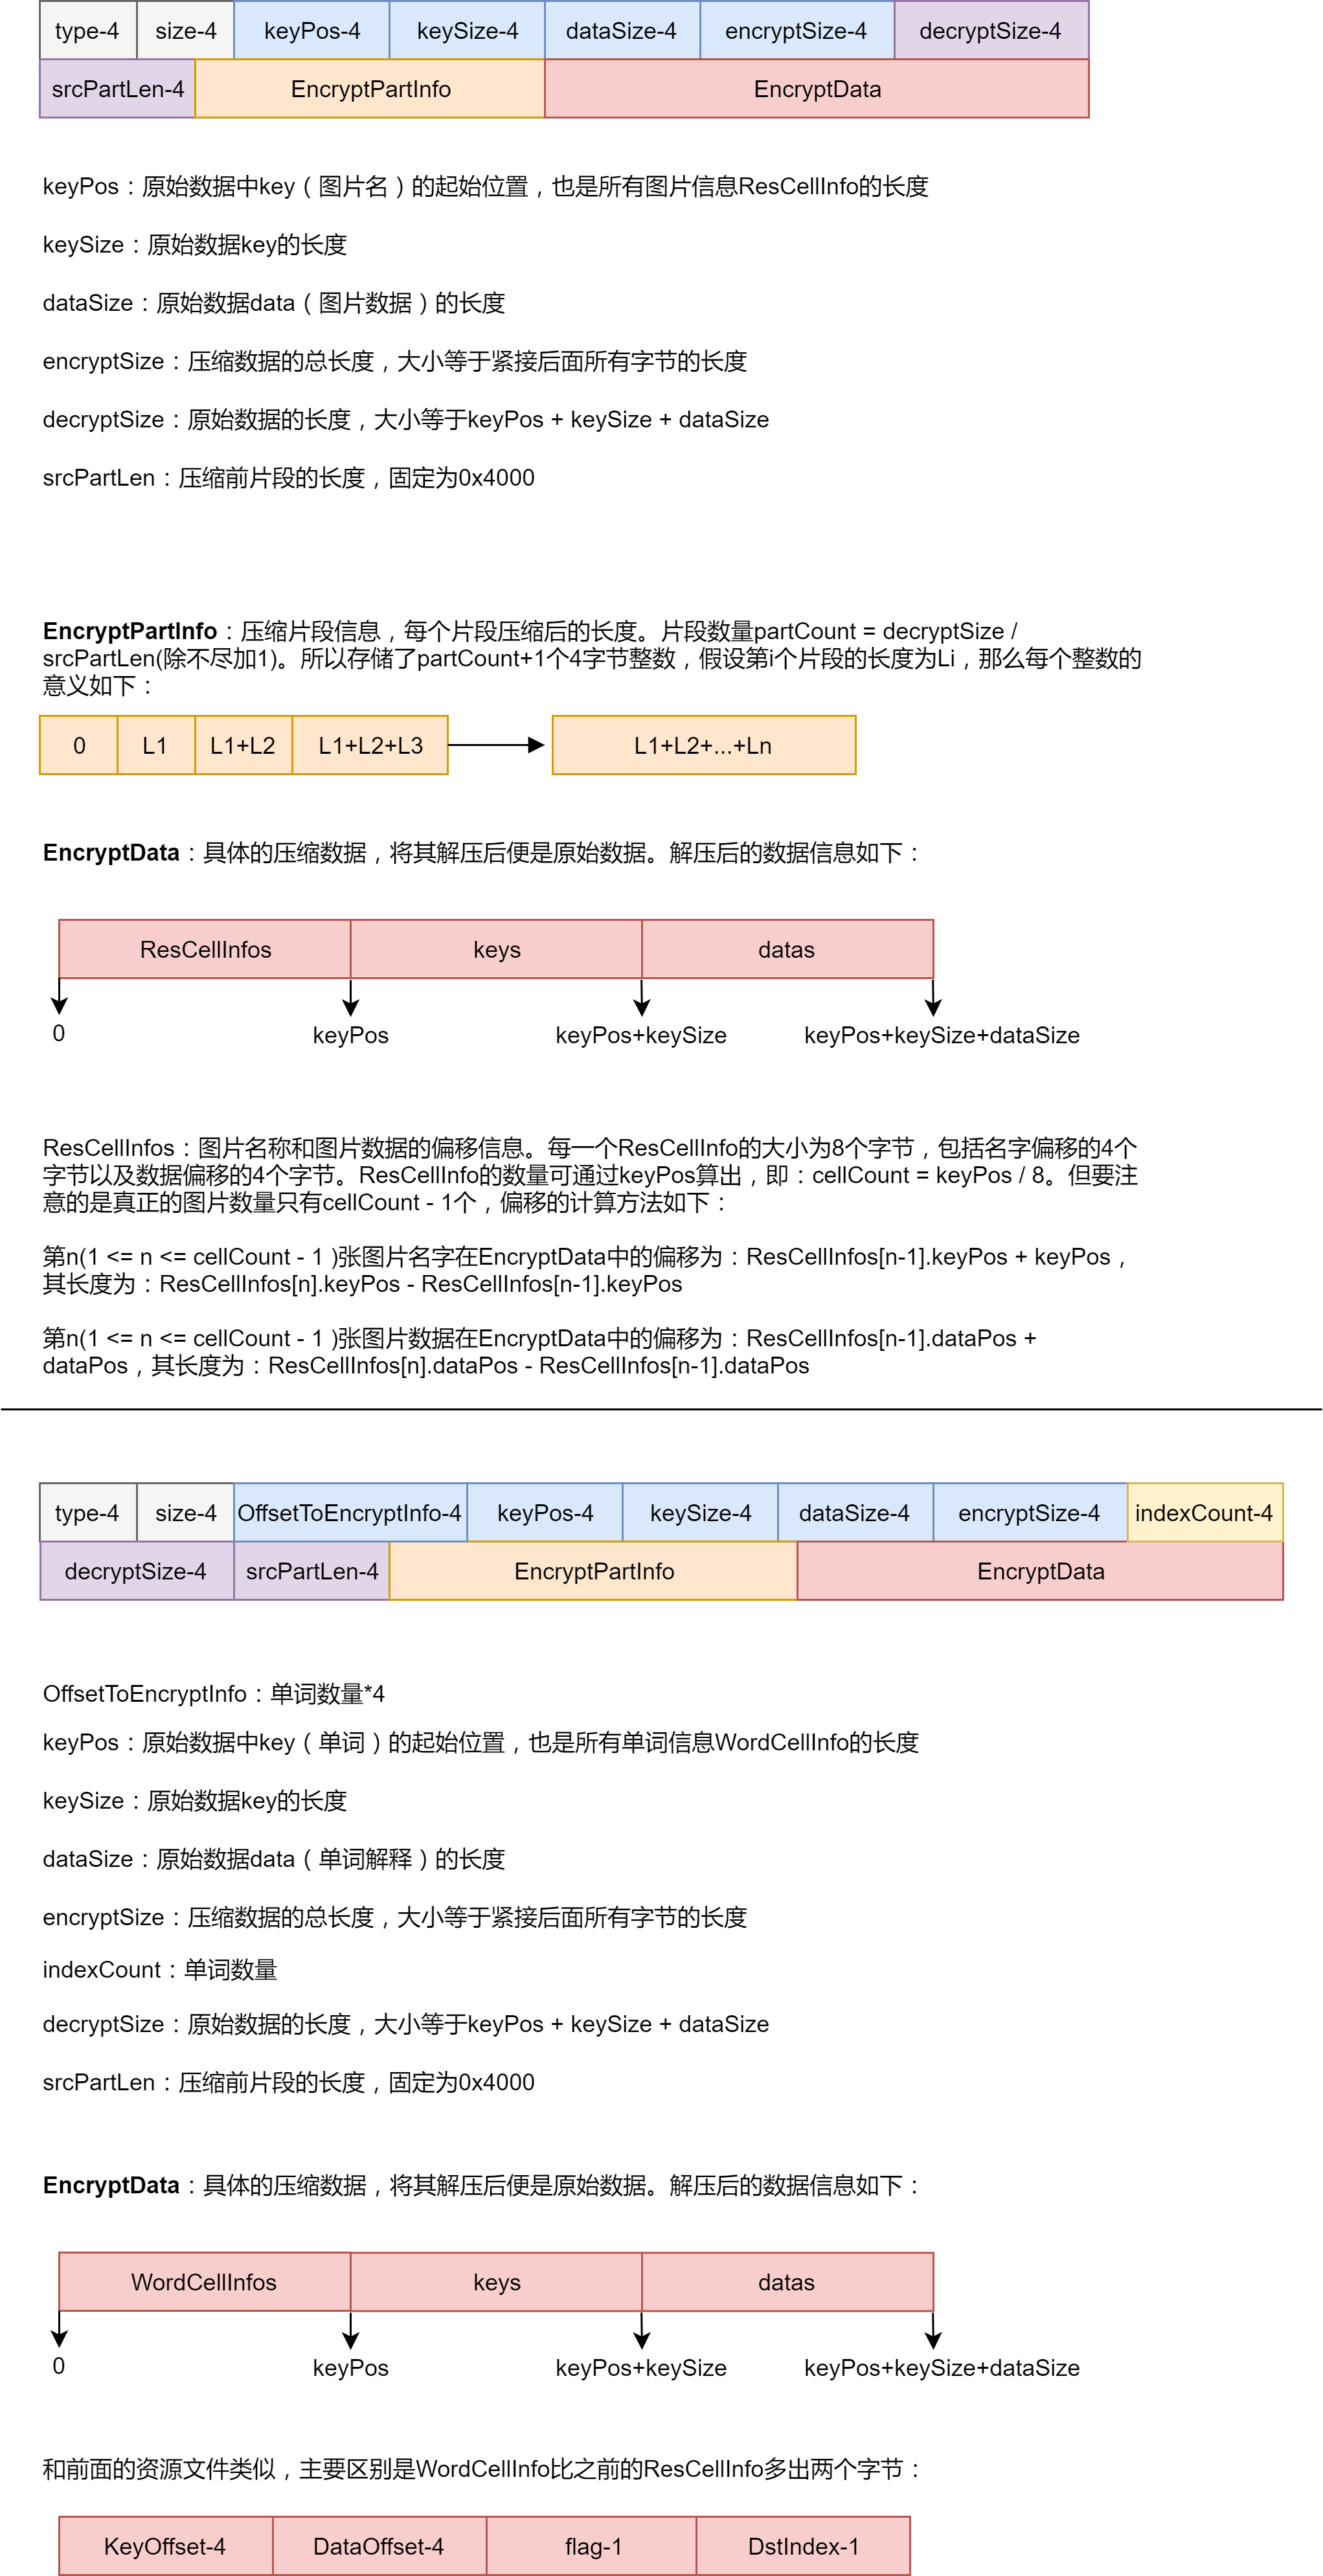 type-4 size-4 keyPos-4 keySize-4 dataSize-4 encryptSize-4 decryptSize-4
srcPartLen-4 EncryptPartInfo EncryptData
keyPos：原始数据中key（图片名）的起始位置，也是所有图片信息ResCellInfo的长度
keySize：原始数据key的长度
dataSize：原始数据data（图片数据）的长度
encryptSize：压缩数据的总长度，大小等于紧接后面所有字节的长度
decryptSize：原始数据的长度，大小等于keyPos + keySize + dataSize
srcPartLen：压缩前片段的长度，固定为0x4000
EncryptPartInfo：压缩片段信息，每个片段压缩后的长度。片段数量partCount = decryptSize /
srcPartLen(除不尽加1)。所以存储了partCount+1个4字节整数，假设第i个片段的长度为Li，那么每个整数的
意义如下：
0 L1 L1+L2 L1+L2+L3 L1+L2+...+Ln
EncryptData：具体的压缩数据，将其解压后便是原始数据。解压后的数据信息如下：
ResCellInfos keys datas
0 keyPos keyPos+keySize keyPos+keySize+dataSize
ResCellInfos：图片名称和图片数据的偏移信息。每一个ResCellInfo的大小为8个字节，包括名字偏移的4个
字节以及数据偏移的4个字节。ResCellInfo的数量可通过keyPos算出，即：cellCount = keyPos / 8。但要注
意的是真正的图片数量只有cellCount - 1个，偏移的计算方法如下：
第n(1 <= n <= cellCount - 1 )张图片名字在EncryptData中的偏移为：ResCellInfos[n-1].keyPos + keyPos，
其长度为：ResCellInfos[n].keyPos - ResCellInfos[n-1].keyPos
第n(1 <= n <= cellCount - 1 )张图片数据在EncryptData中的偏移为：ResCellInfos[n-1].dataPos +
dataPos，其长度为：ResCellInfos[n].dataPos - ResCellInfos[n-1].dataPos
type-4 size-4 OffsetToEncryptInfo-4 keyPos-4 keySize-4 dataSize-4 encryptSize-4 indexCount-4
decryptSize-4 srcPartLen-4 EncryptPartInfo EncryptData
OffsetToEncryptInfo：单词数量*4
keyPos：原始数据中key（单词）的起始位置，也是所有单词信息WordCellInfo的长度
keySize：原始数据key的长度
dataSize：原始数据data（单词解释）的长度
encryptSize：压缩数据的总长度，大小等于紧接后面所有字节的长度
indexCount：单词数量
decryptSize：原始数据的长度，大小等于keyPos + keySize + dataSize
srcPartLen：压缩前片段的长度，固定为0x4000
EncryptData：具体的压缩数据，将其解压后便是原始数据。解压后的数据信息如下：
WordCellInfos keys datas
0 keyPos keyPos+keySize keyPos+keySize+dataSize
和前面的资源文件类似，主要区别是WordCellInfo比之前的ResCellInfo多出两个字节：
KeyOffset-4 DataOffset-4 flag-1 DstIndex-1